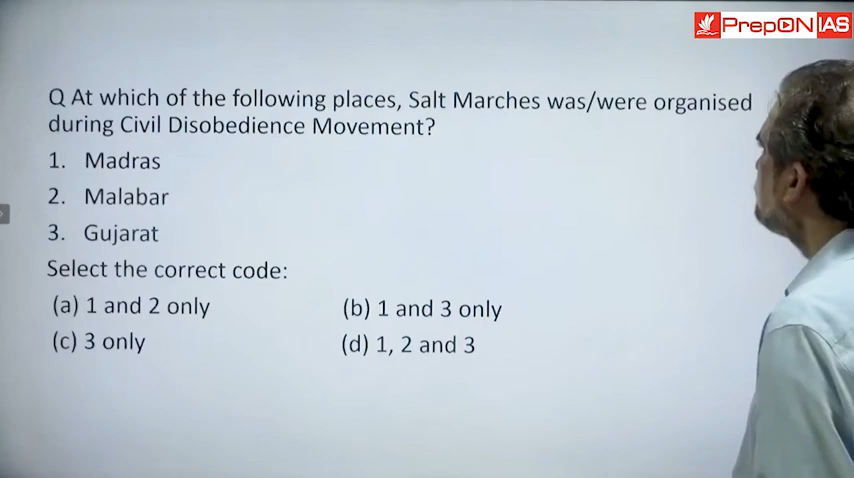 PrepON IAS
Q At which of the following places, Salt Marches was/were organised
during Civil Disobedience Movement?
1. Madras
2. Malabar
3. Gujarat
Select the correct code:
(a) 1 and 2 only (b) 1 and 3 only
(c) 3 only (d) 1, 2 and 3